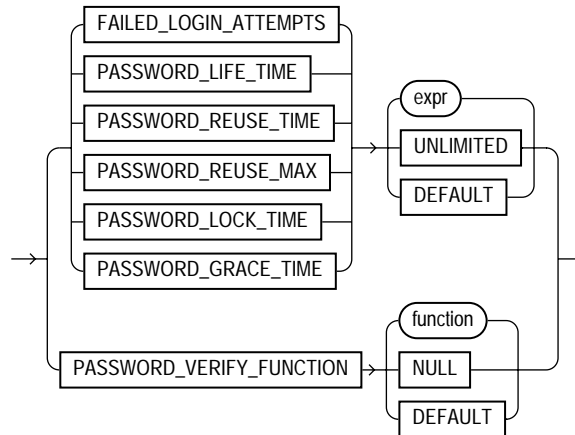 FAILED_LOGIN_ATTEMPTS
PASSWORD_LIFE_TIME
PASSWORD_REUSE_TIME
PASSWORD_REUSE_MAX
PASSWORD_LOCK_TIME
PASSWORD_GRACE_TIME
expr
UNLIMITED
DEFAULT
PASSWORD_VERIFY_FUNCTION
function
NULL
DEFAULT